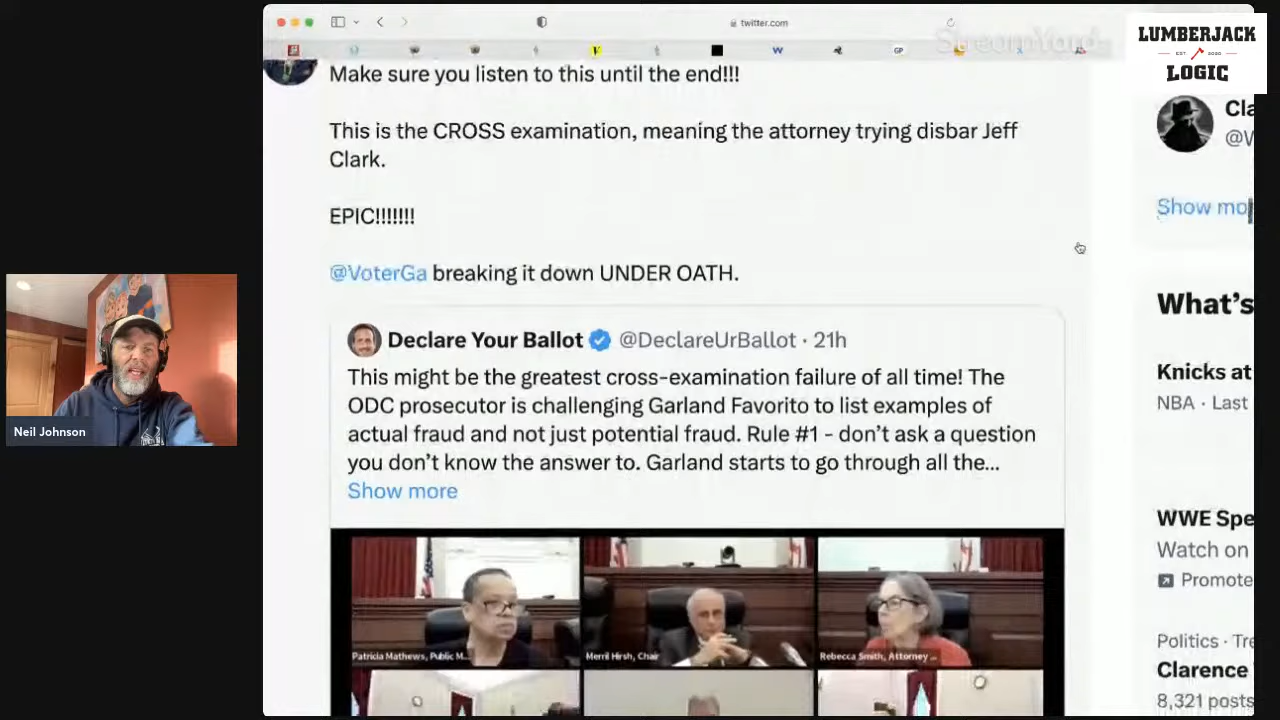 twitter.com
StreamYard
LUMBERJACK
EST 2020
LOGIC
V
W
GP
Make sure you listen to this until the end!!!
This is the CROSS examination, meaning the attorney trying disbar Jeff
Clark.
EPIC!!!!!!!
@VoterGa breaking it down UNDER OATH.
Declare Your Ballot @DeclareUrBallot · 21h
This might be the greatest cross-examination failure of all time! The
ODC prosecutor is challenging Garland Favorito to list examples of
actual fraud and not just potential fraud. Rule #1 - don't ask a question
you don't know the answer to. Garland starts to go through all the...
Show more
Patricia Mathews, Public M...
Merril Hirsh, Chair
Rebecca Smith, Attorney ...
Neil Johnson
Cla
@W
Show mo
What's
Knicks at
NBA · Last
WWE Spe
Watch on
Promote
Politics · Tre
Clarence
8,321 posts